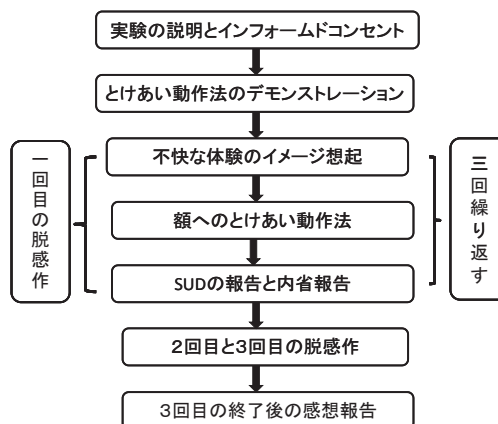 実験の説明とインフォームドコンセント
とけあい動作法のデモンストレーション
一回目の脱感作
不快な体験のイメージ想起
額へのとけあい動作法
SUDの報告と内省報告
三回繰り返す
2回目と3回目の脱感作
3回目の終了後の感想報告